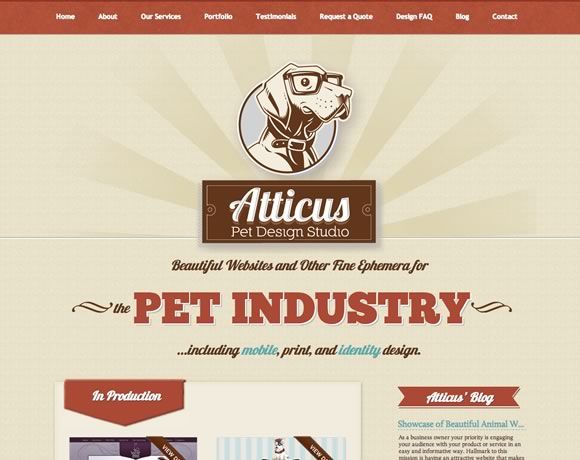 Home About Our Services Portfolio Testimonials Request a Quote Design FAQ Blog Contact
Atticus
Pet Design Studio
Beautiful Websites and Other Fine Ephemera for
the PET INDUSTRY
...including mobile, print, and identity design.
In Production
Atticus' Blog
Showcase of Beautiful Animal W...
As a business owner your priority is engaging
your audience with your product or service in an
easy and informative way. Hallmark to this
mission is having an attractive website that makes
VIEW
VIEW